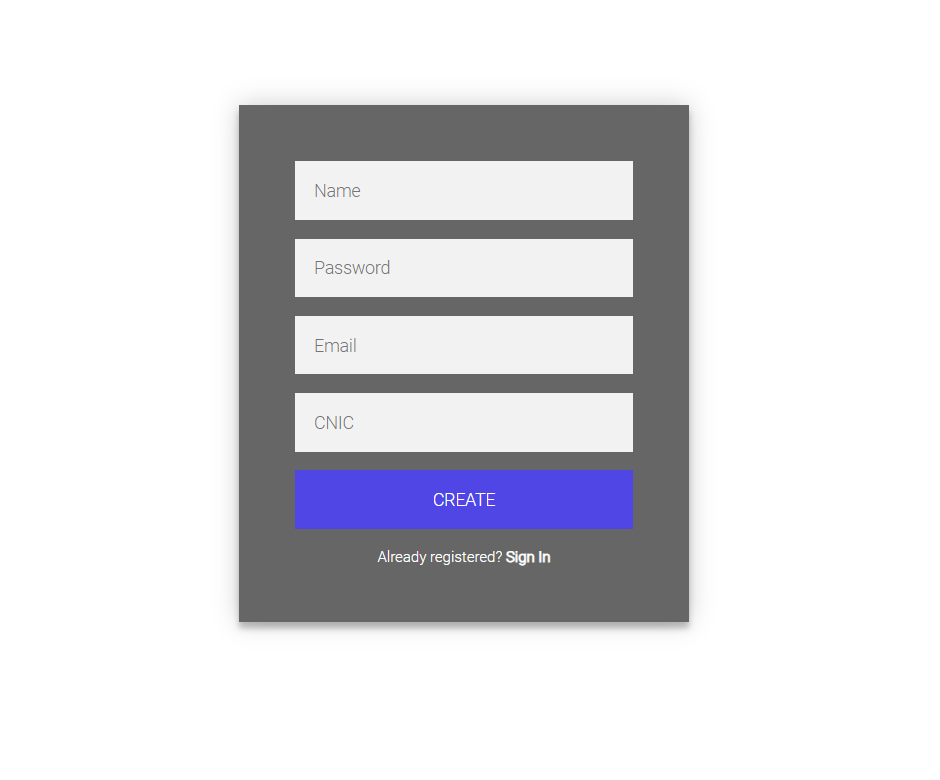 Name
Password
Email
CNIC
CREATE
Already registered? Sign In